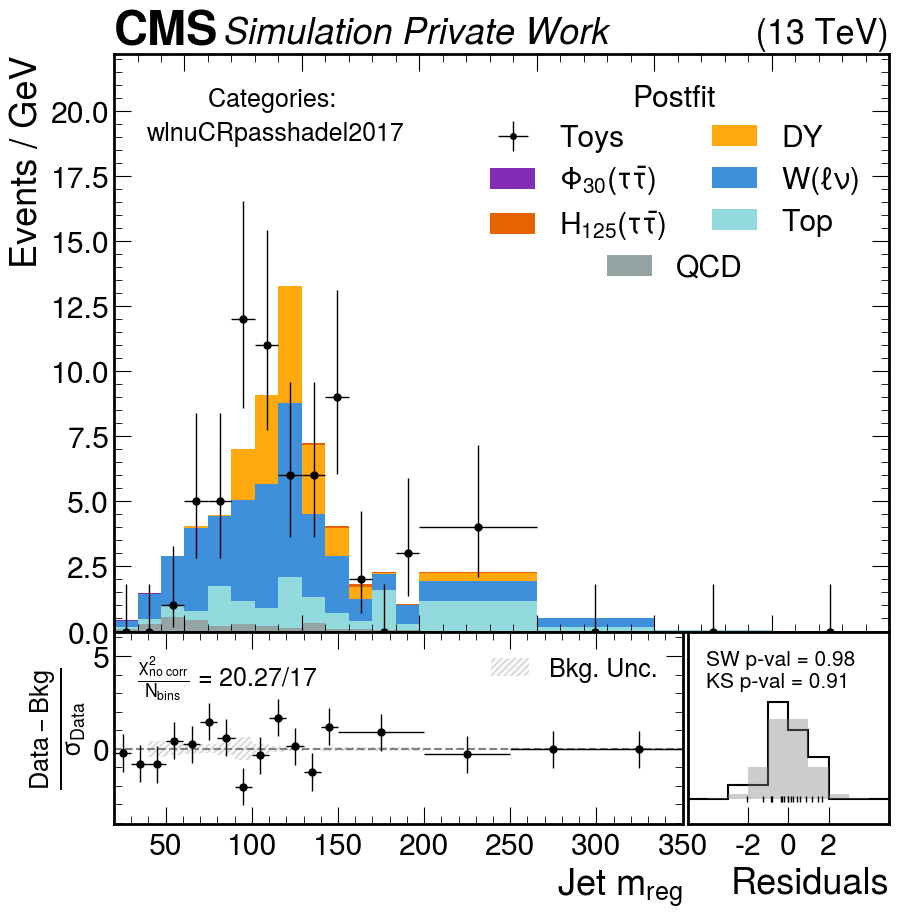 CMS Simulation Private Work (13 TeV)
Events / GeV
Categories:
wlnuCRpasshadel2017
Postfit
Toys
Φ30(ττ̄)
H125(ττ̄)
DY
W(ℓν)
Top
QCD
20.0
17.5
15.0
12.5
10.0
7.5
5.0
2.5
0.0
Data – Bkg
σData
5
0
χ²no corr
Nbins
= 20.27/17
Bkg. Unc.
SW p-val = 0.98
KS p-val = 0.91
50 100 150 200 250 300 350
-2 0 2
Jet mreg
Residuals